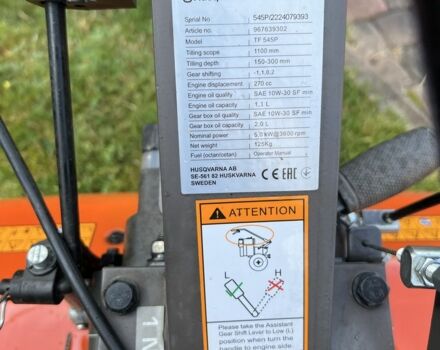 Serial No 545P/2224079393
Article no. 967639302
Model TF 545P
Tilling scope 1100 mm
Tilling depth 150-300 mm
Gear shifting -1,1,0,2
Engine displacement 270 cc
Engine oil quality SAE 10W-30 SF min
Engine oil capacity 1,1 L
Gear box oil quality SAE 10W-30 SF min
Gear box oil capacity 2,0 L
Nominal power 5,0 kW@3600 rpm
Net weight 125Kg
Fuel (octan/cetan) Operator Manual
HUSQVARNA AB
SE-561 82 HUSKVARNA
SWEDEN
CE EAC
ATTENTION
L H
Please take the Assistant
Gear Shift Lever to Low (L)
position when turn the
handle to engine side.